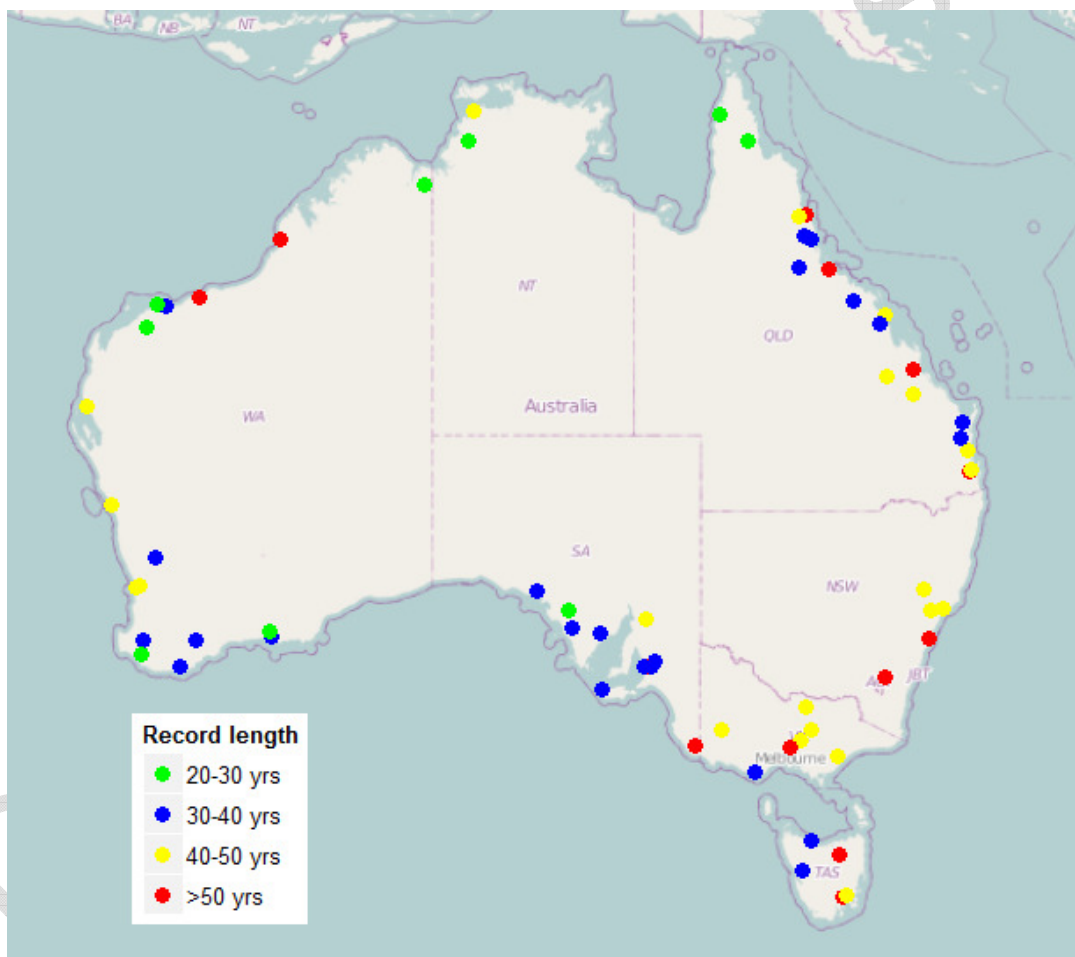 BA
NB
NT
NT
QLD
WA
Australia
SA
NSW
JBT
Melbourne
TAS
Record length
20-30 yrs
30-40 yrs
40-50 yrs
>50 yrs